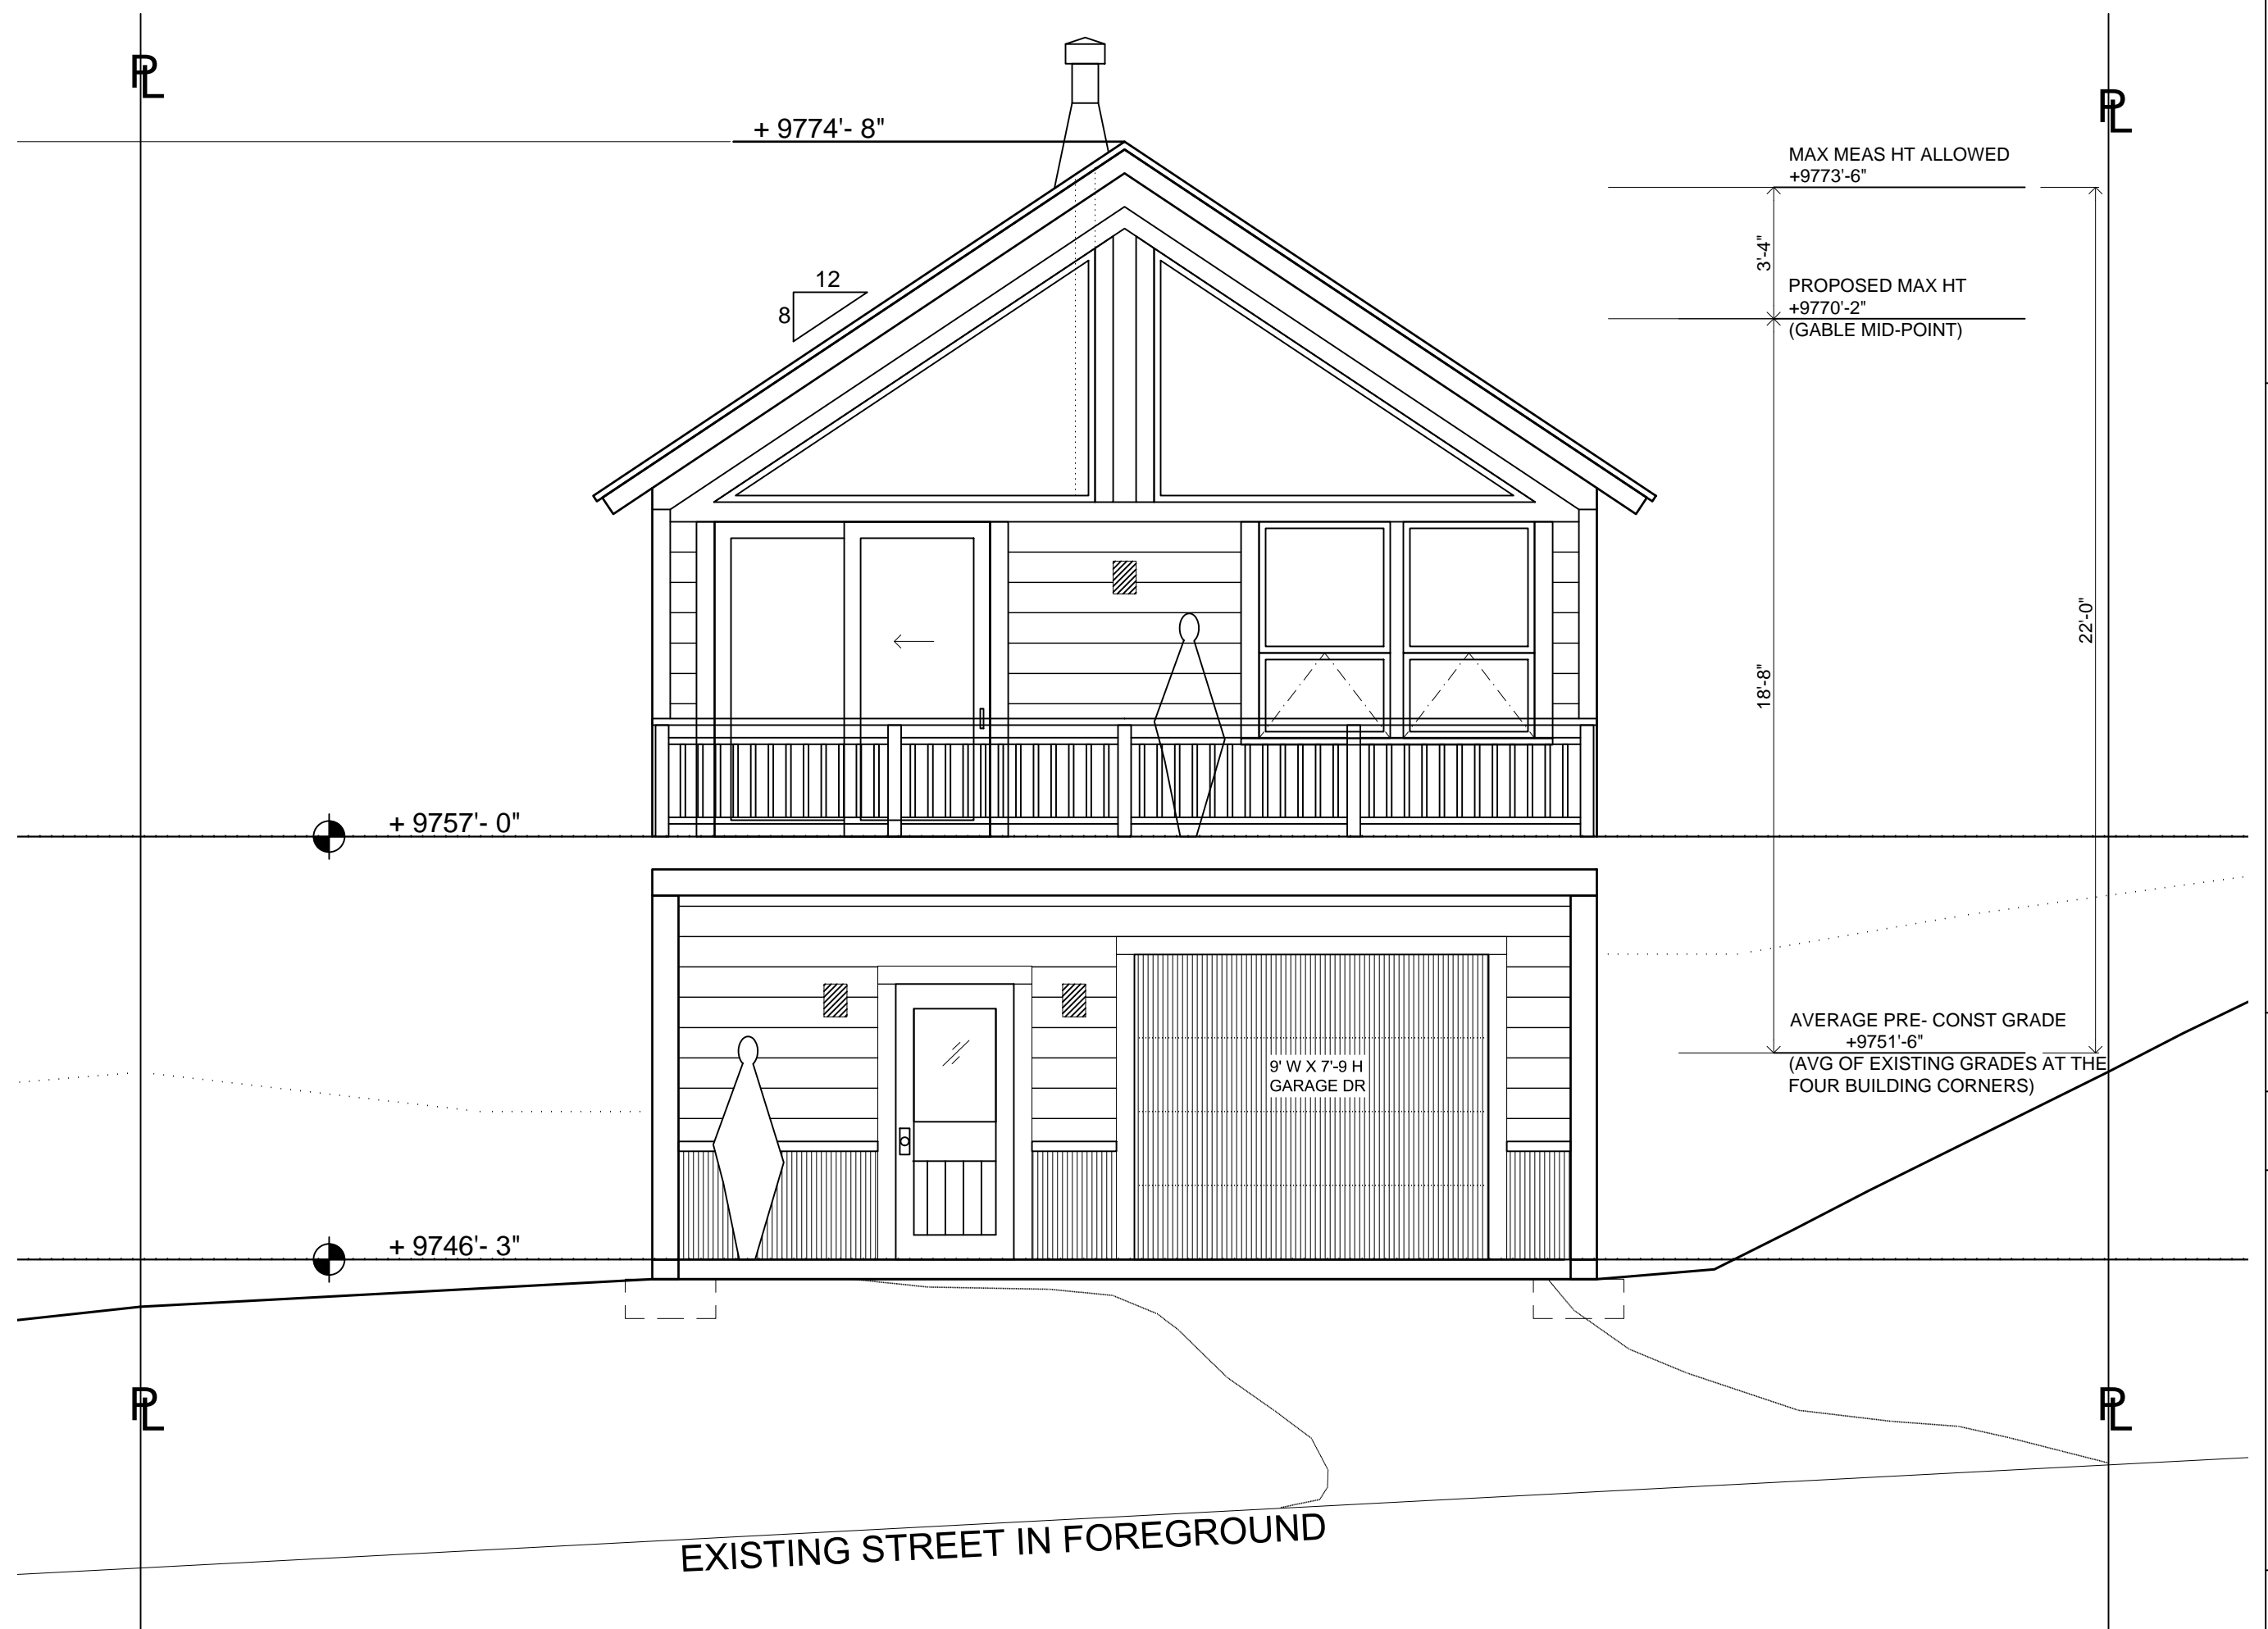 PL
PL
+ 9774'- 8"
MAX MEAS HT ALLOWED
+9773'-6"
3'-4"
12
8
PROPOSED MAX HT
+9770'-2"
(GABLE MID-POINT)
22'-0"
18'-8"
+ 9757'- 0"
AVERAGE PRE- CONST GRADE
+9751'-6"
(AVG OF EXISTING GRADES AT THE
FOUR BUILDING CORNERS)
9' W X 7'-9 H
GARAGE DR
+ 9746'- 3"
PL
PL
EXISTING STREET IN FOREGROUND